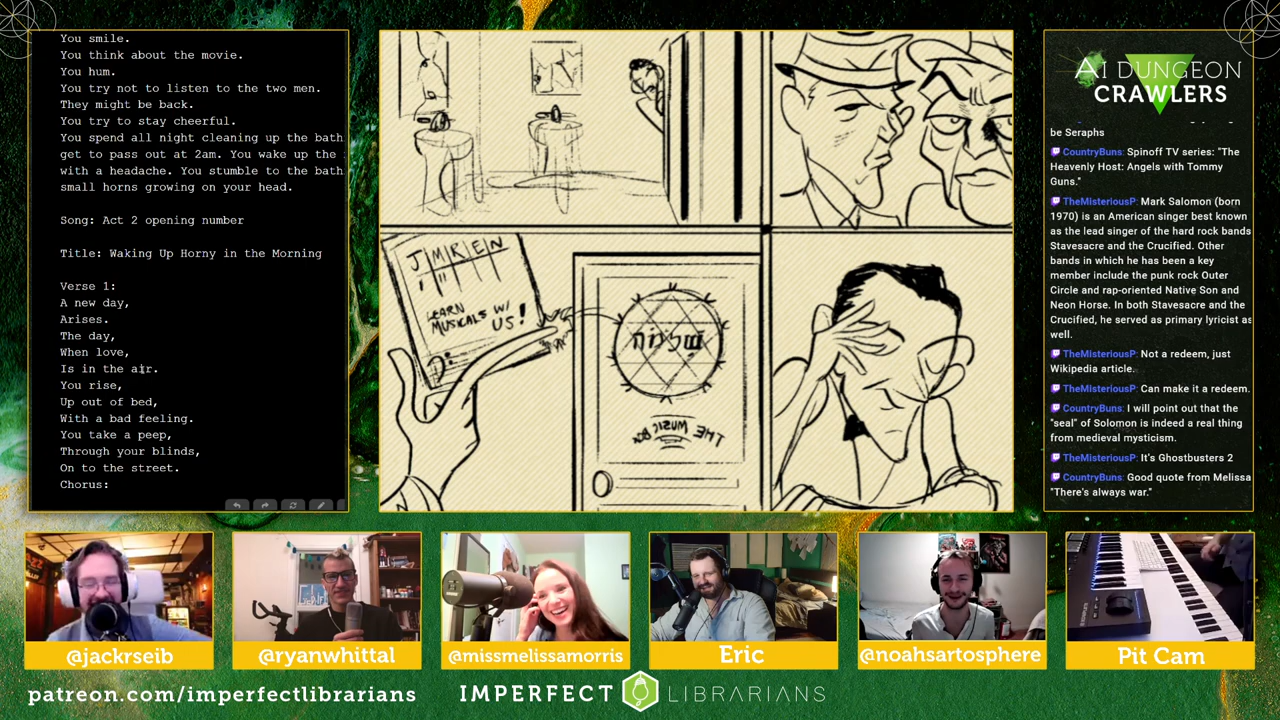 You smile.
You think about the movie.
You hum.
You try not to listen to the two men.
They might be back.
You try to stay cheerful.
You spend all night cleaning up the bath
get to pass out at 2am. You wake up the
with a headache. You stumble to the bath
small horns growing on your head.
Song: Act 2 opening number
Title: Waking Up Horny in the Morning
Verse 1:
A new day,
Arises.
The day,
When love,
Is in the air.
You rise,
Up out of bed,
With a bad feeling.
You take a peep,
Through your blinds,
On to the street.
Chorus:
JMREN
LEARN
MUSICALS W/
US!
THE MUSIC BOX
AI DUNGEON
CRAWLERS
be Seraphs
CountryBuns: Spinoff TV series: "The
Heavenly Host: Angels with Tommy
Guns."
TheMisteriousP: Mark Salomon (born
1970) is an American singer best known
as the lead singer of the hard rock bands
Stavesacre and the Crucified. Other
bands in which he has been a key
member include the punk rock Outer
Circle and rap-oriented Native Son and
Neon Horse. In both Stavesacre and the
Crucified, he served as primary lyricist as
well.
TheMisteriousP: Not a redeem, just
Wikipedia article.
TheMisteriousP: Can make it a redeem.
CountryBuns: I will point out that the
"seal" of Solomon is indeed a real thing
from medieval mysticism.
TheMisteriousP: It's Ghostbusters 2
CountryBuns: Good quote from Melissa
"There's always war."
@jackrseib
@ryanwhittal
@missmelissamorris
Eric
@noahsartosphere
Pit Cam
patreon.com/imperfectlibrarians
IMPERFECT LIBRARIANS